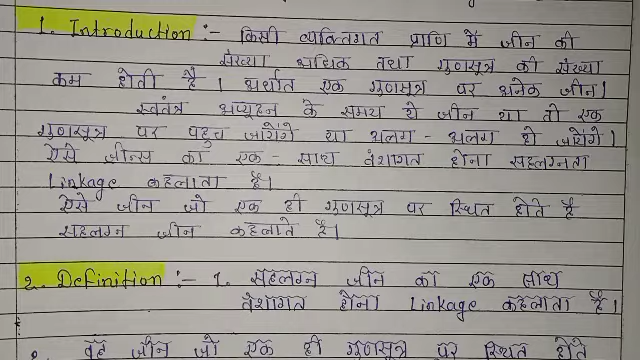 1. Introduction :- किसी व्यक्तिगत प्राणि में जीन की
संख्या अधिक तथा गुणसूत्र की संख्या
कम होती है। अर्थात एक गुणसूत्र पर अनेक जीन।
स्वतंत्र अपव्यूहन के समय ये जीन या तो एक
गुणसूत्र पर पहुच जायेंगे या अलग-अलग हो जायेंगे।
ऐसे जीन्स का एक-साथ वंशागत होना सहलग्नता
Linkage कहलाता है।
ऐसे जीन जो एक ही गुणसूत्र पर स्थित होते है
सहलग्न जीन कहलाते है।
2. Definition :- 1. सहलग्न जीन का एक साथ
वंशागत होना Linkage कहलाता है।
वह जीन जो एक ही गुणसूत्र पर स्थित होते